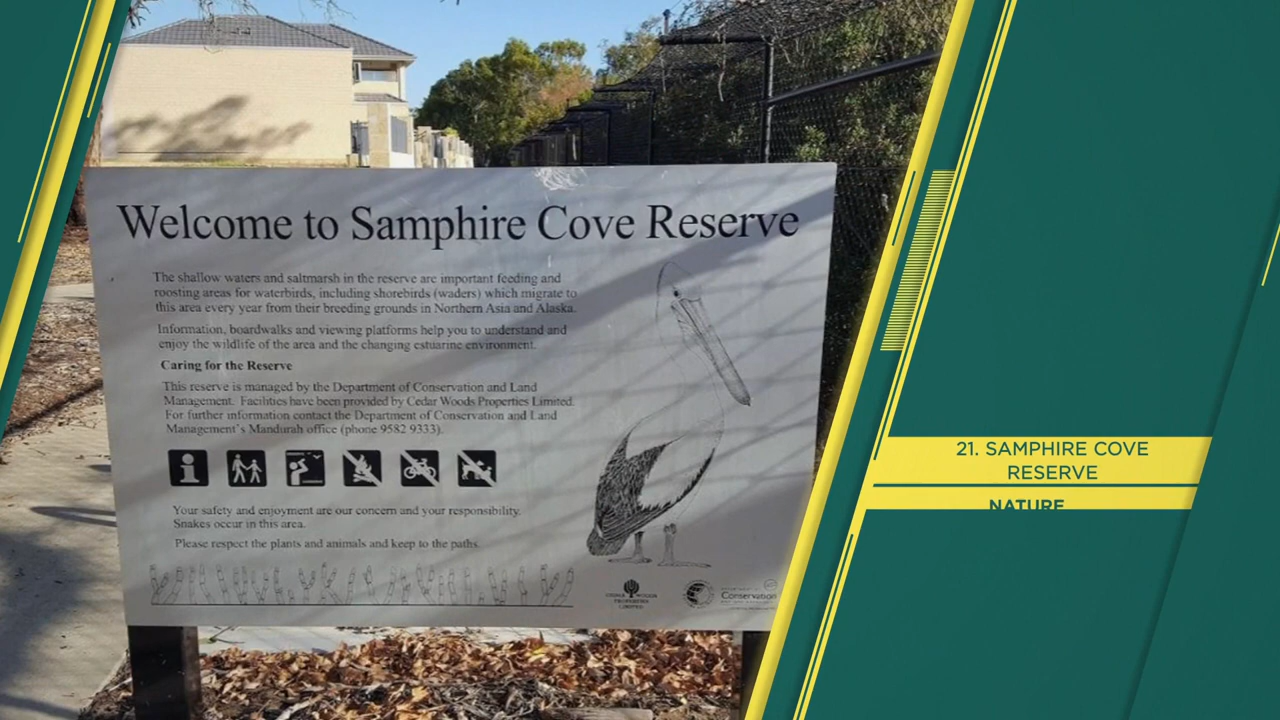 Welcome to Samphire Cove Reserve
The shallow waters and saltmarsh in the reserve are important feeding and
roosting areas for waterbirds, including shorebirds (waders) which migrate to
this area every year from their breeding grounds in Northern Asia and Alaska.
Information, boardwalks and viewing platforms help you to understand and
enjoy the wildlife of the area and the changing estuarine environment.
Caring for the Reserve
This reserve is managed by the Department of Conservation and Land
Management. Facilities have been provided by Cedar Woods Properties Limited.
For further information contact the Department of Conservation and Land
Management's Mandurah office (phone 9582 9333).
Your safety and enjoyment are our concern and your responsibility.
Snakes occur in this area.
Please respect the plants and animals and keep to the paths.
CEDAR WOODS
PROPERTIES
LIMITED
Conservation
21. SAMPHIRE COVE
RESERVE
NATURE